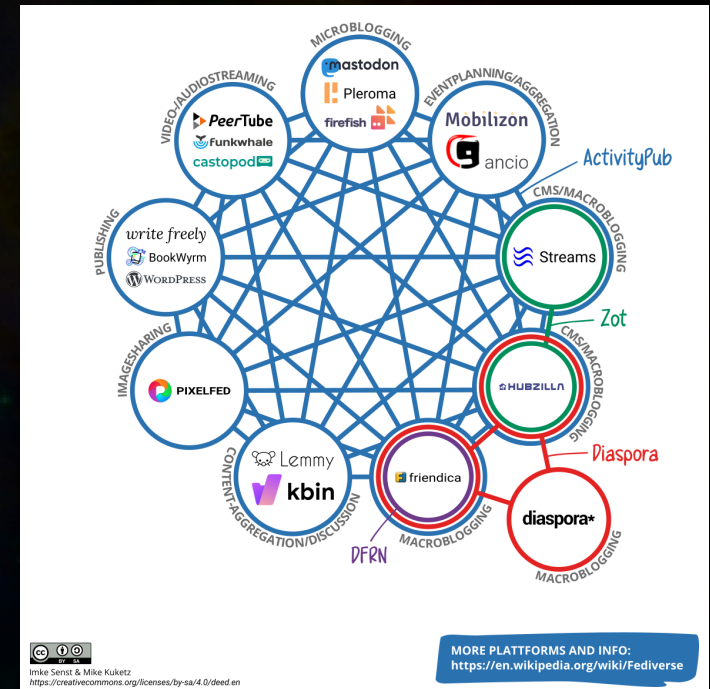 MICROBLOGGING
mastodon
Pleroma
firefish
VIDEO-/AUDIOSTREAMING
PeerTube
funkwhale
castopod
EVENTPLANNING/AGGREGATION
Mobilizon
ancio
ActivityPub
CMS/MACROBLOGGING
Streams
PUBLISHING
write freely
BookWyrm
WORDPRESS
Zot
CMS/MACROBLOGGING
HUBZILLA
IMAGESHARING
PIXELFED
Diaspora
CONTENT-AGGREGATION/DISCUSSION
Lemmy
kbin
friendica
MACROBLOGGING
DFRN
diaspora*
MACROBLOGGING
cc BY SA
Imke Senst & Mike Kuketz
https://creativecommons.org/licenses/by-sa/4.0/deed.en
MORE PLATTFORMS AND INFO:
https://en.wikipedia.org/wiki/Fediverse